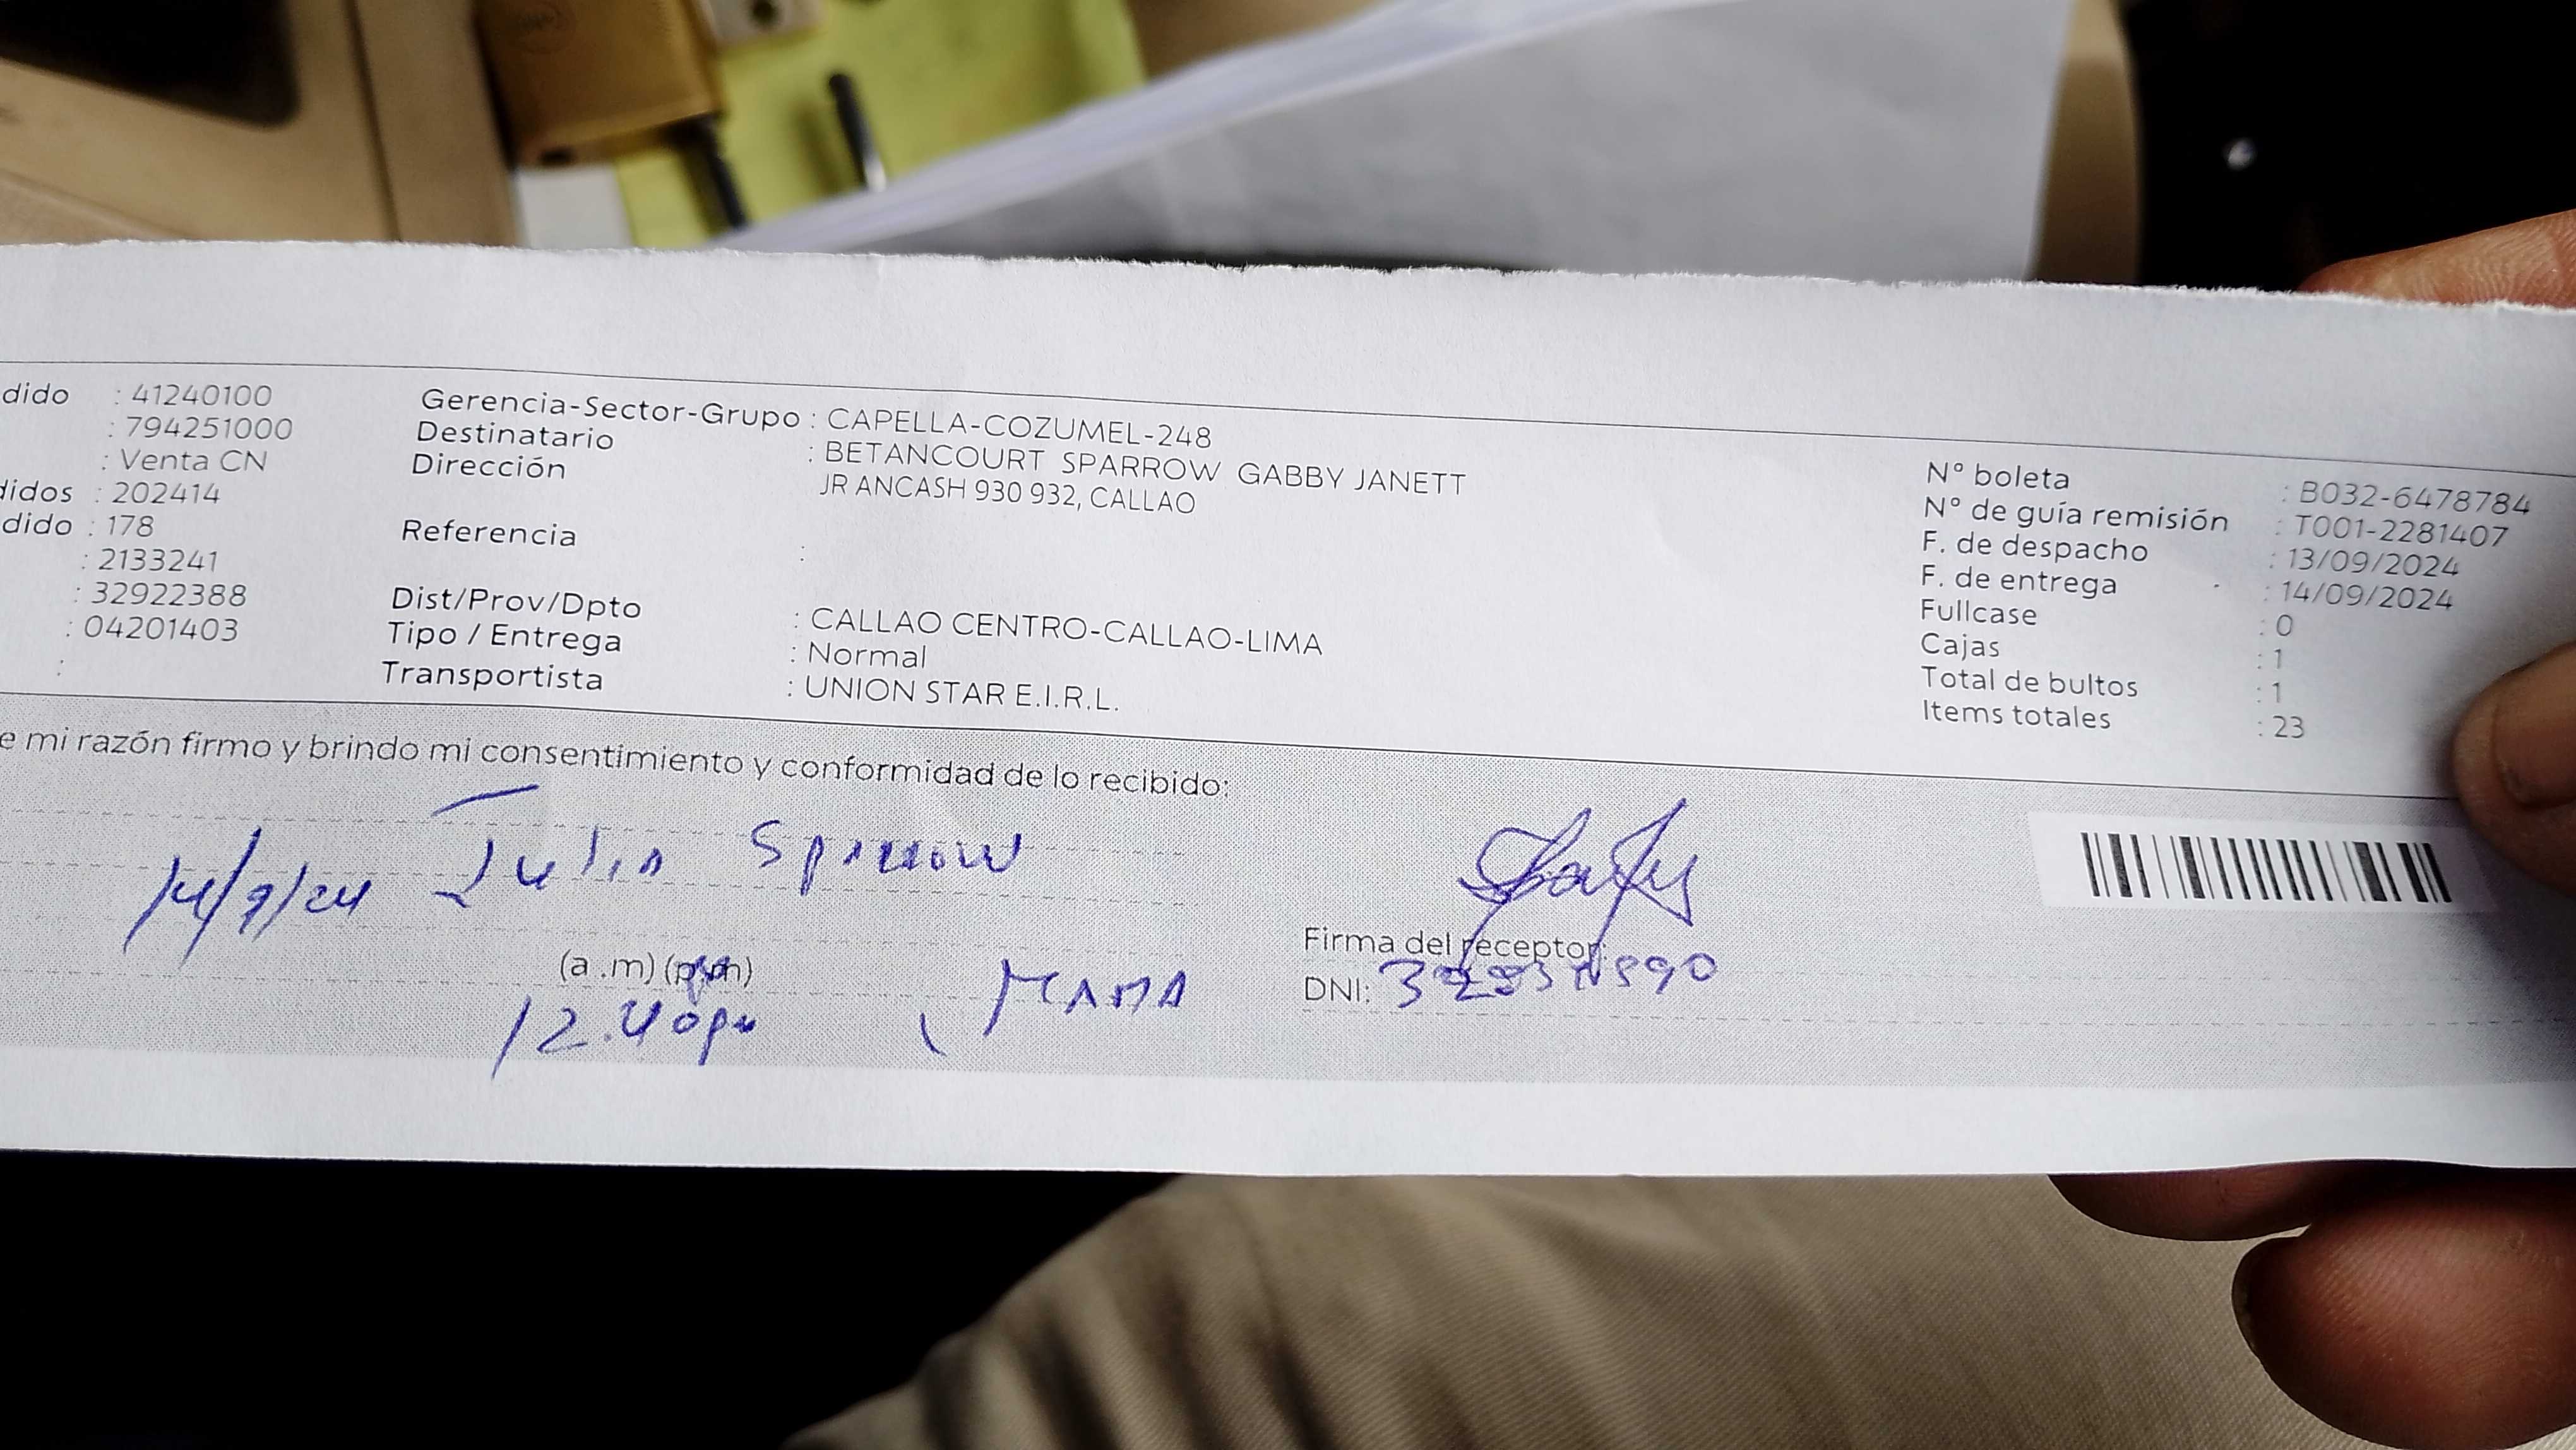 dido : 41240100
: 794251000
: Venta CN
didos : 202414
dido : 178
: 2133241
: 32922388
: 04201403
:
Gerencia-Sector-Grupo : CAPELLA-COZUMEL-248
Destinatario : BETANCOURT SPARROW GABBY JANETT
Dirección JR ANCASH 930 932, CALLAO
Referencia :
Dist/Prov/Dpto : CALLAO CENTRO-CALLAO-LIMA
Tipo / Entrega : Normal
Transportista : UNION STAR E.I.R.L.
Nº boleta : B032-6478784
Nº de guía remisión : T001-2281407
F. de despacho : 13/09/2024
F. de entrega : 14/09/2024
Fullcase : 0
Cajas : 1
Total de bultos : 1
Items totales : 23
e mi razón firmo y brindo mi consentimiento y conformidad de lo recibido:
14/9/24 Julia Sparrow
(a .m) (p.m)
12.40pm
MAMA
Firma del receptor:
DNI: